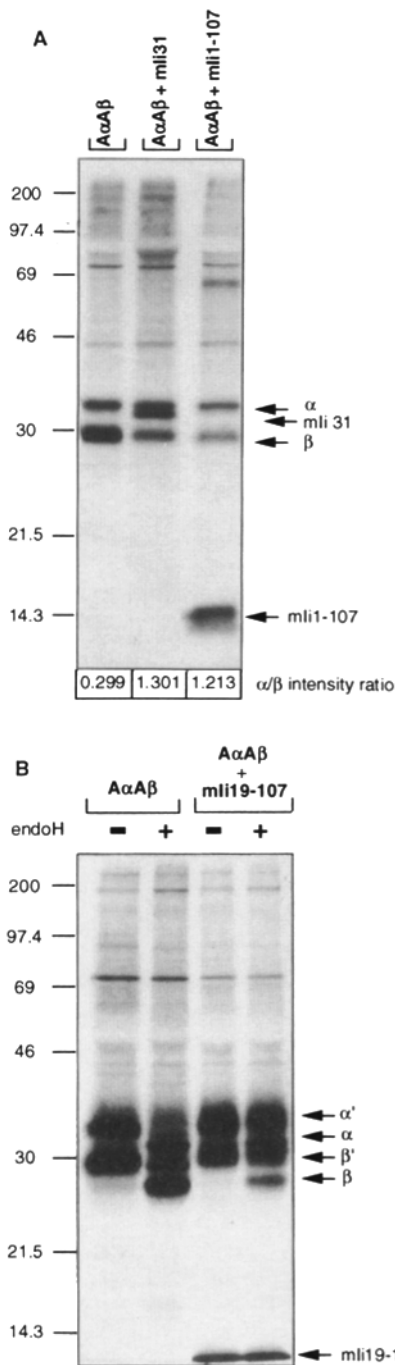 A
AαAβ
AαAβ + mIi31
AαAβ + mIi1-107
200
97.4
69
46
α
mIi 31
30
β
21.5
14.3
mIi1-107
0.299 1.301 1.213 α/β intensity ratio
B
AαAβ
AαAβ
+
mIi19-107
endoH - + - +
200
97.4
69
46
α'
α
30
β'
β
21.5
14.3
mIi19-1